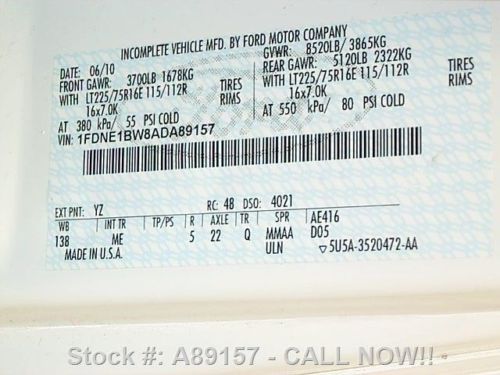 INCOMPLETE VEHICLE MFD. BY FORD MOTOR COMPANY
DATE 06/10 GVWR: 8520LB/ 3865KG
FRONT GAWR: 3700LB 1678KG REAR GAWR: 5120LB 2322KG
WITH LT225/75R16E 115/112R TIRES WITH LT225/75R16E 115/112R TIRES
16x7.0K RIMS 16x7.0K RIMS
AT 380 kPa/ 55 PSI COLD AT 550 kPa/ 80 PSI COLD
VIN: 1FDNE1BW8ADA89157
EXT PNT: YZ RC: 48 DSO: 4021
WB INT TR TP/PS R AXLE TR SPR AE416
138 ME 5 22 Q MMAA D05
MADE IN U.S.A. ULN ▽5U5A-3520472-AA
Stock #: A89157 - CALL NOW!!